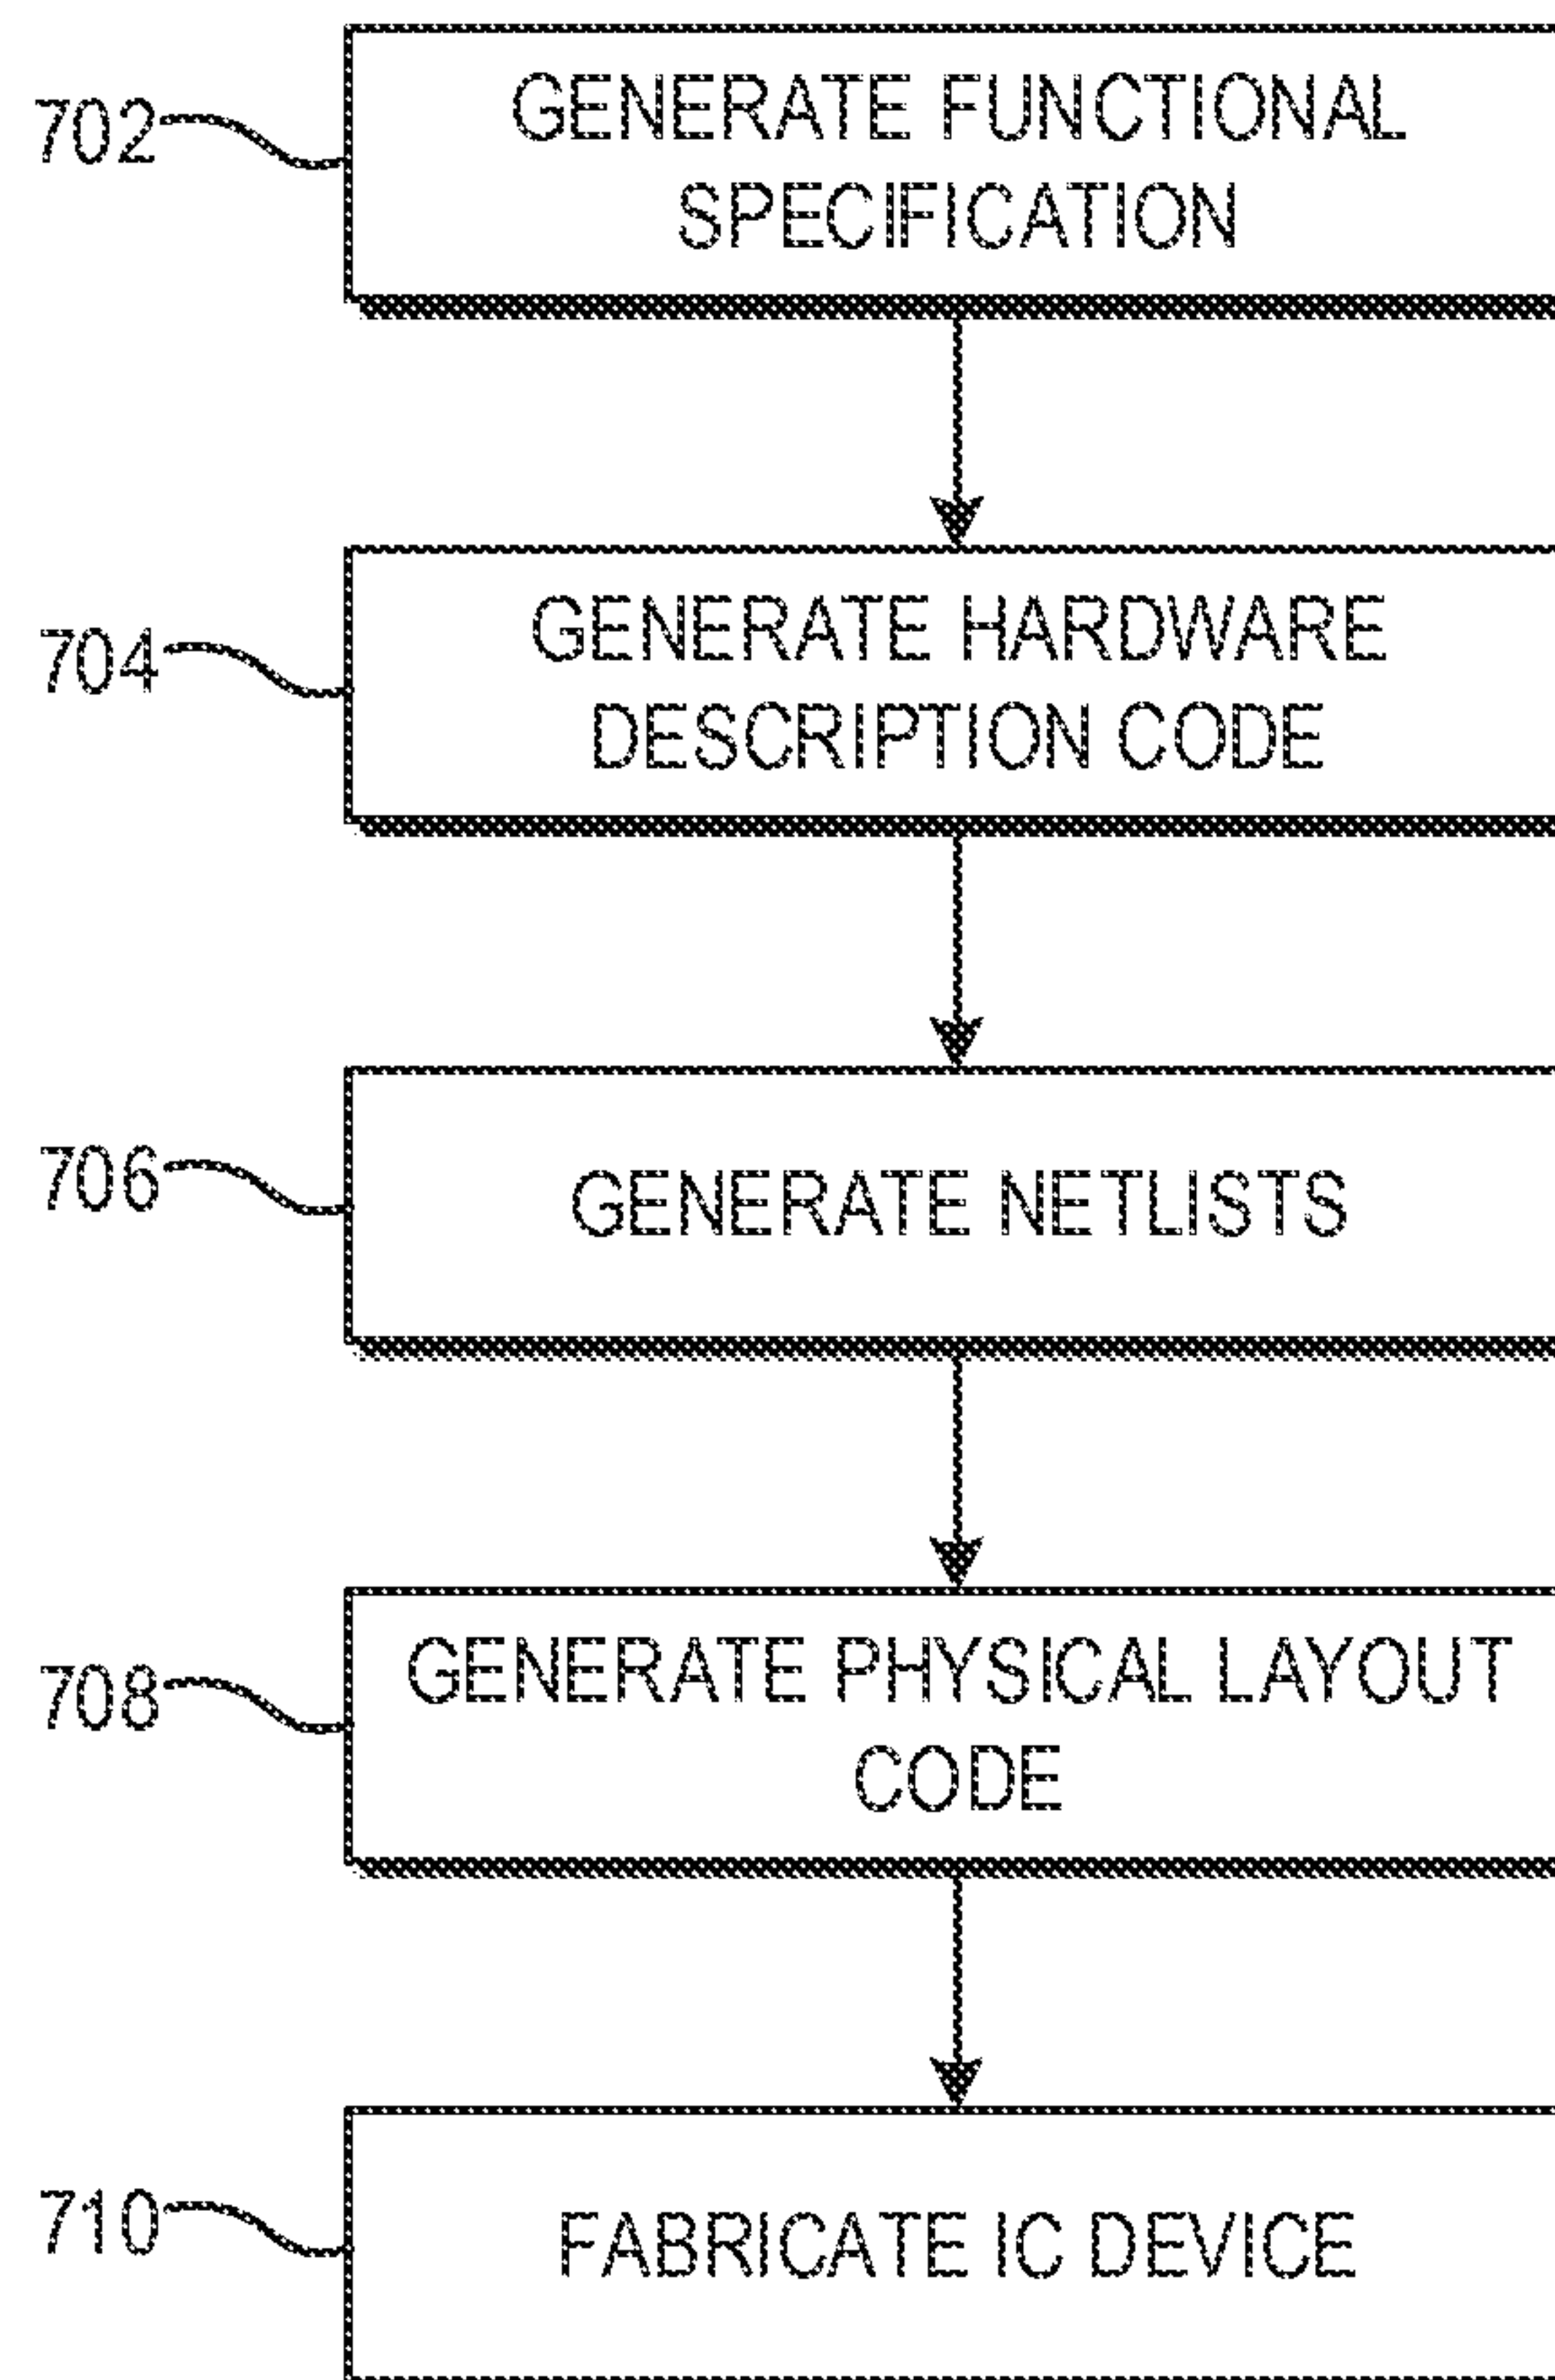 702
GENERATE FUNCTIONAL
SPECIFICATION
704
GENERATE HARDWARE
DESCRIPTION CODE
706
GENERATE NETLISTS
708
GENERATE PHYSICAL LAYOUT
CODE
710
FABRICATE IC DEVICE